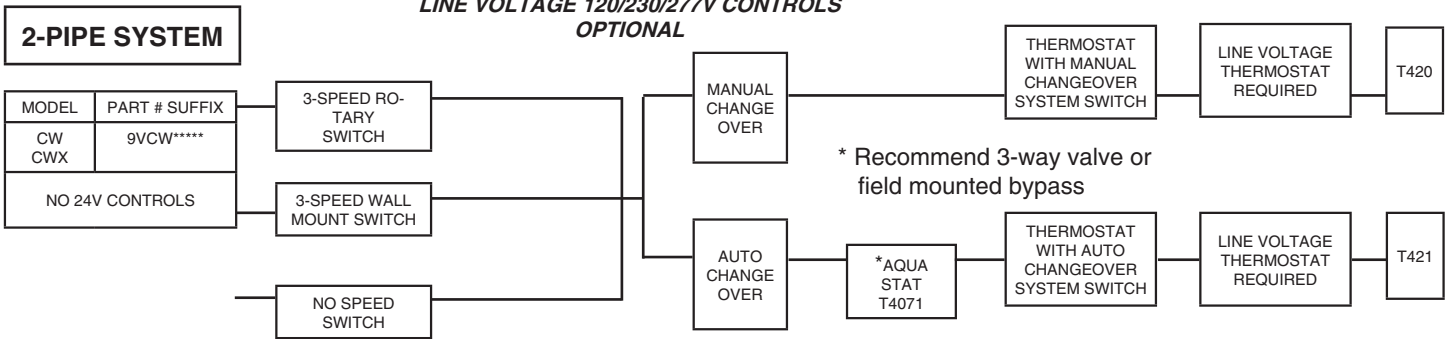 LINE VOLTAGE 120/230/277V CONTROLS
OPTIONAL
2-PIPE SYSTEM
MODEL PART # SUFFIX
CW
CWX
9VCW*****
NO 24V CONTROLS
3-SPEED RO-
TARY
SWITCH
3-SPEED WALL
MOUNT SWITCH
NO SPEED
SWITCH
MANUAL
CHANGE
OVER
THERMOSTAT
WITH MANUAL
CHANGEOVER
SYSTEM SWITCH
LINE VOLTAGE
THERMOSTAT
REQUIRED
T420
* Recommend 3-way valve or
field mounted bypass
AUTO
CHANGE
OVER
*AQUA
STAT
T4071
THERMOSTAT
WITH AUTO
CHANGEOVER
SYSTEM SWITCH
LINE VOLTAGE
THERMOSTAT
REQUIRED
T421